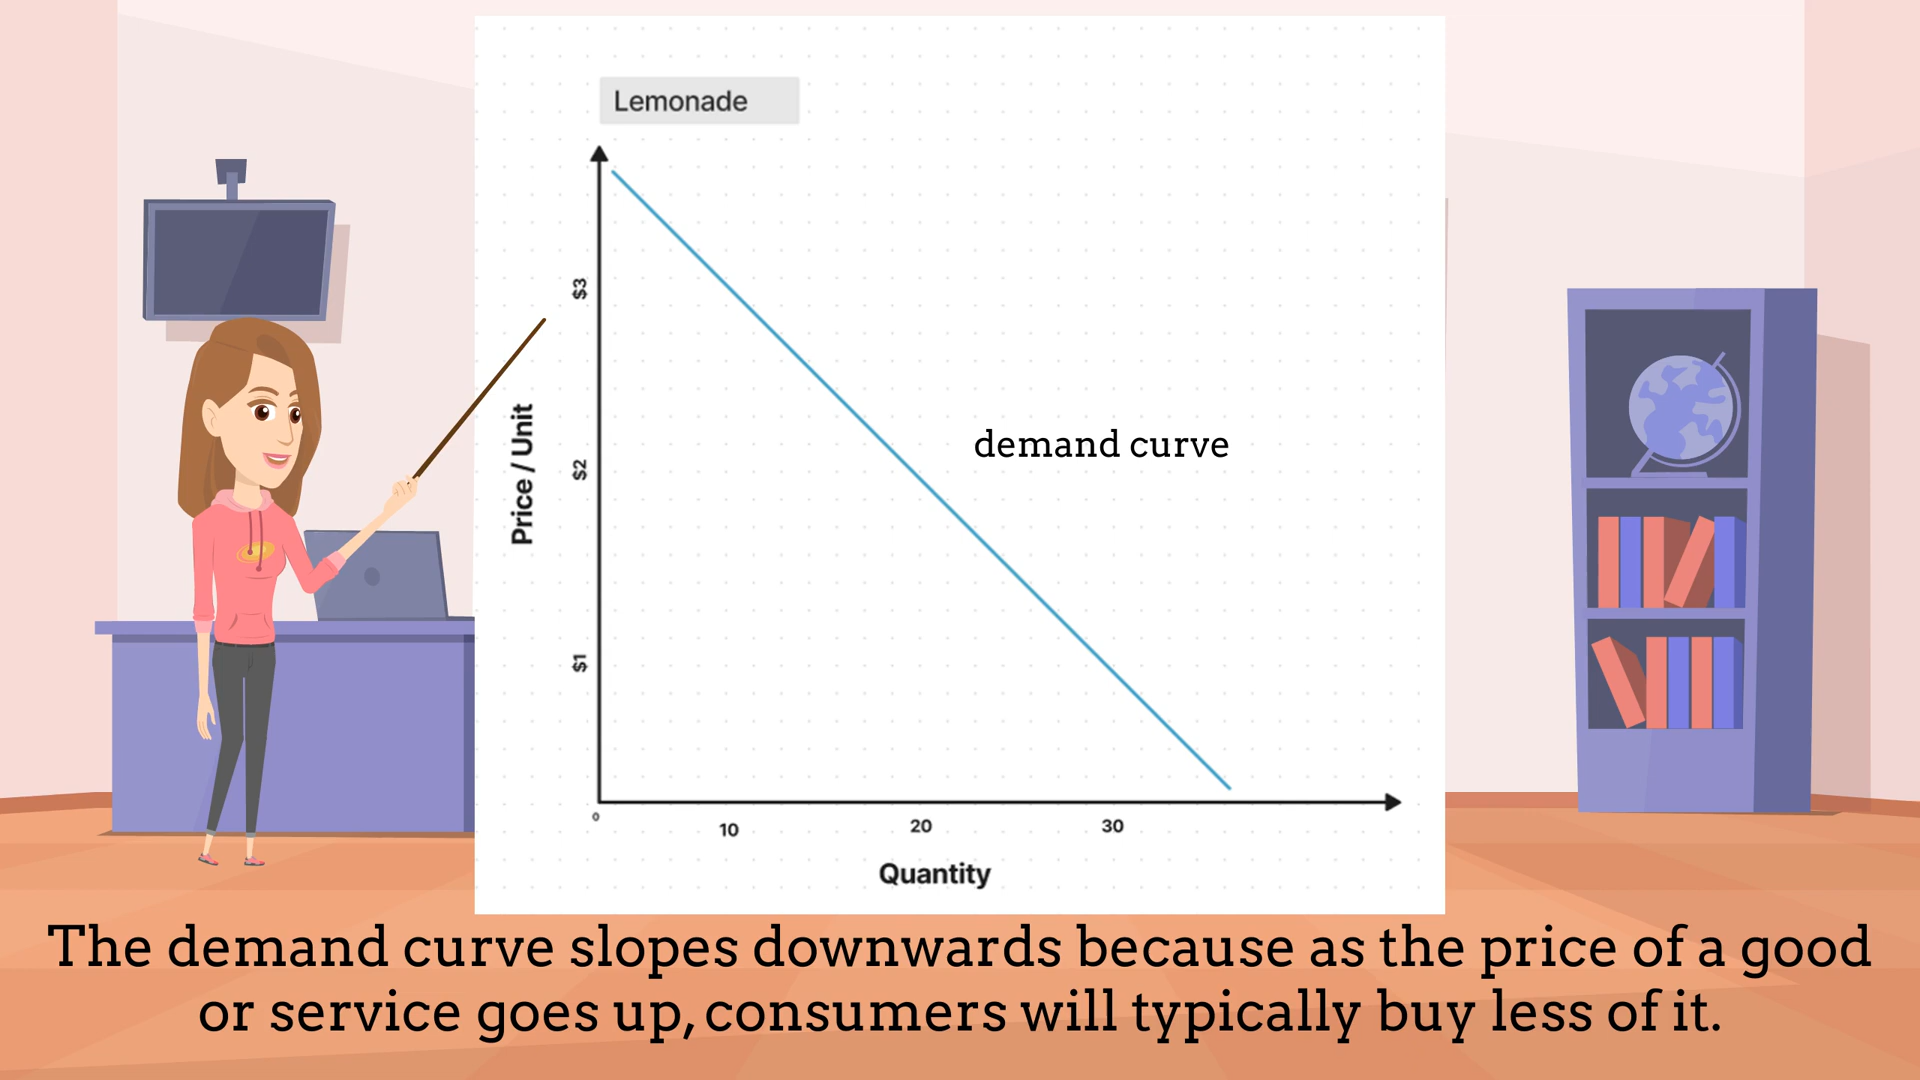 Lemonade
$3
$2
$1
Price / Unit
demand curve
0
10
20
30
Quantity
The demand curve slopes downwards because as the price of a good
or service goes up, consumers will typically buy less of it.